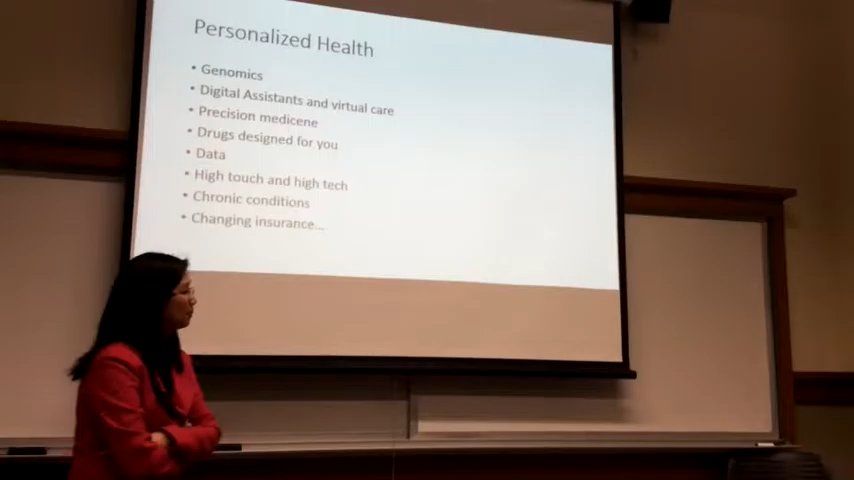 Personalized Health
• Genomics
• Digital Assistants and virtual care
• Precision medicene
• Drugs designed for you
• Data
• High touch and high tech
• Chronic conditions
• Changing insurance...